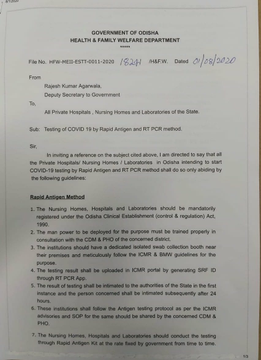 GOVERNMENT OF ODISHA
HEALTH & FAMILY WELFARE DEPARTMENT
*****
File No. HFW-MEII-ESTT-0011-2020 18211 /H&F.W. Dated 01/08/2020
From
Rajesh Kumar Agarwala,
Deputy Secretary to Government
To,
All Private Hospitals, Nursing Homes and Laboratories of the State.
Sub: Testing of COVID 19 by Rapid Antigen and RT PCR method.
Sir,
In inviting a reference on the subject cited above, I am directed to say that all
the Private Hospitals/ Nursing Homes / Laboratories in Odisha intending to start
COVID-19 testing by Rapid Antigen and RT PCR method shall do so only abiding by
the following guidelines:
Rapid Antigen Method
1. The Nursing Homes, Hospitals and Laboratories should be mandatorily
registered under the Odisha Clinical Establishment (control & regulation) Act,
1990.
2. The man power to be deployed for the purpose must be trained properly in
consultation with the CDM & PHO of the concerned district.
3. The institutions should have a dedicated isolated swab collection booth near
their premises and meticulously follow the ICMR & BMW guidelines for the
purpose.
4. The testing result shall be uploaded in ICMR portal by generating SRF ID
through RT PCR App.
5. The result of testing shall be intimated to the authorities of the State in the first
instance and the person concerned shall be intimated subsequently after 24
hours.
6. These institutions shall follow the Antigen testing protocol as per the ICMR
advisories and SOP for the same should be shared by the concerned CDM &
PHO.
7. The Nursing Homes, Hospitals and Laboratories should conduct the testing
through Rapid Antigen Kit at the rate fixed by government from time to time.